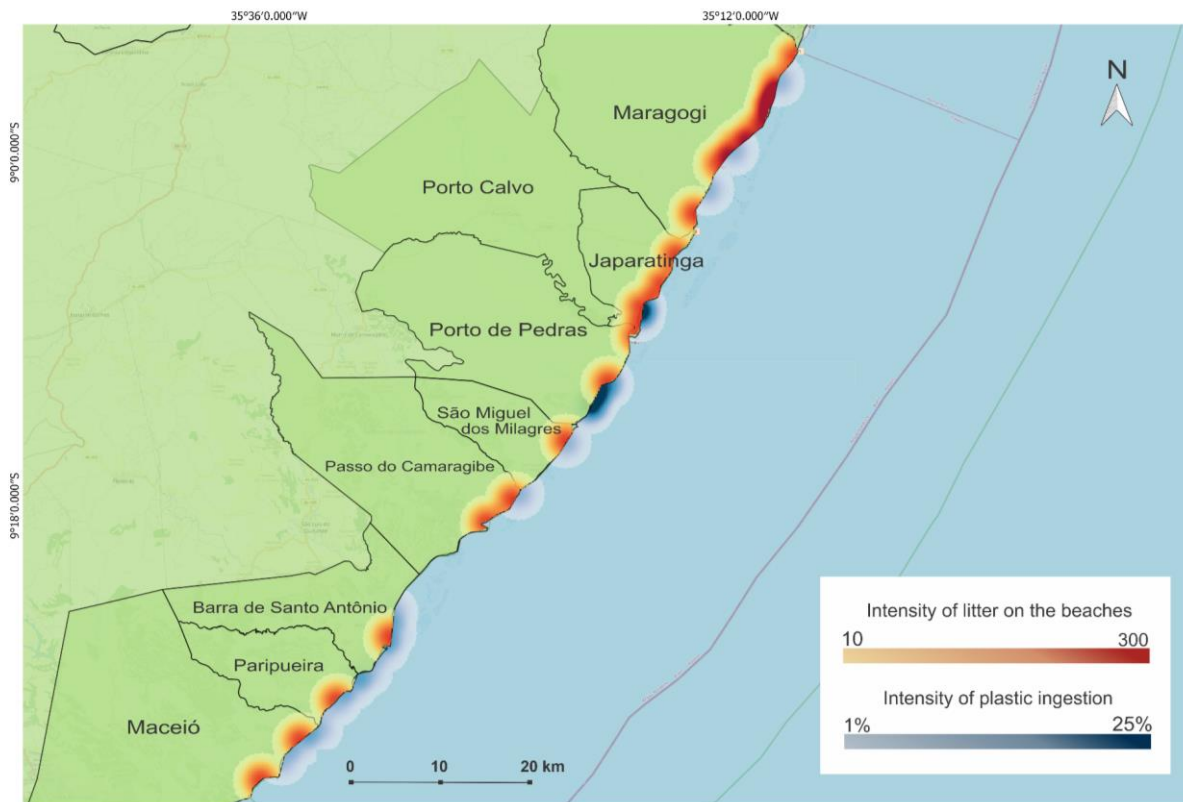 35°36'0.000"W
35°12'0.000"W
N
Maragogi
9°0'0.000"S
Porto Calvo
Japaratinga
Porto de Pedras
São Miguel
dos Milagres
Passo do Camaragibe
9°18'0.000"S
Barra de Santo Antônio
Paripueira
Maceió
0 10 20 km
Intensity of litter on the beaches
10 300
Intensity of plastic ingestion
1% 25%